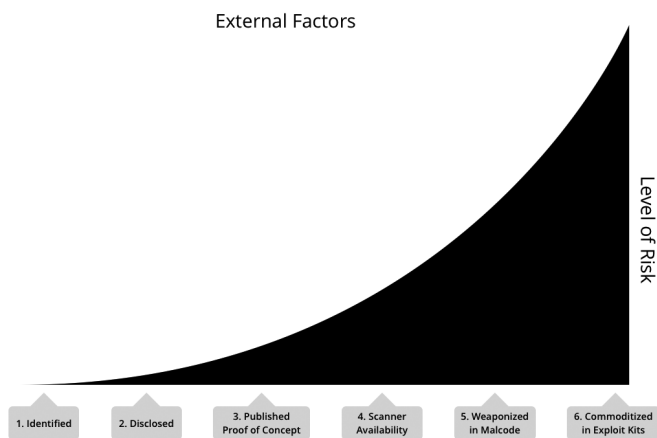 External Factors
Level of Risk
1. Identified
2. Disclosed
3. Published
Proof of Concept
4. Scanner
Availability
5. Weaponized
in Malcode
6. Commoditized
in Exploit Kits